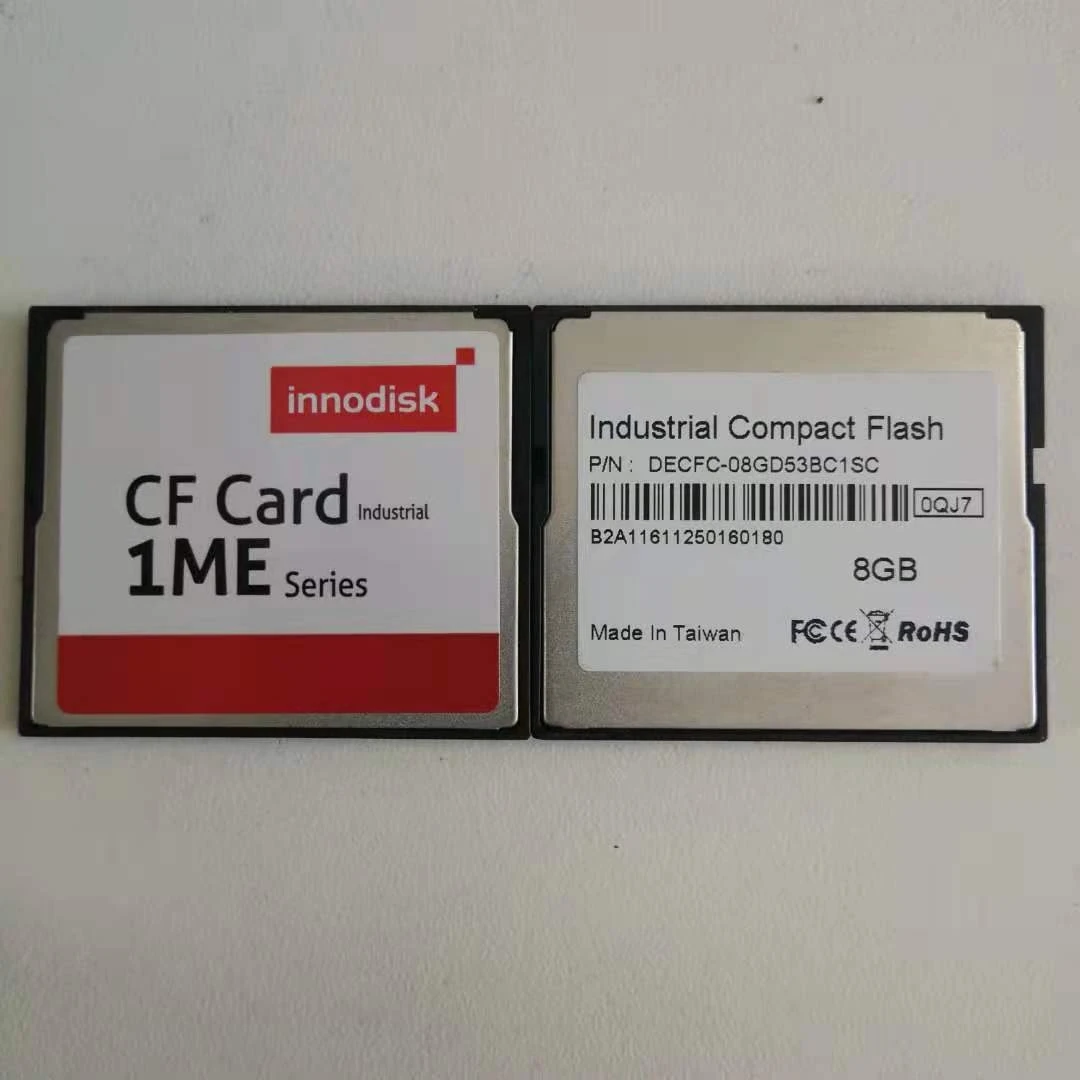 innodisk
CF Card Industrial
1ME Series
Industrial Compact Flash
P/N : DECFC-08GD53BC1SC
0QJ7
B2A11611250160180
8GB
Made In Taiwan FC CE RoHS